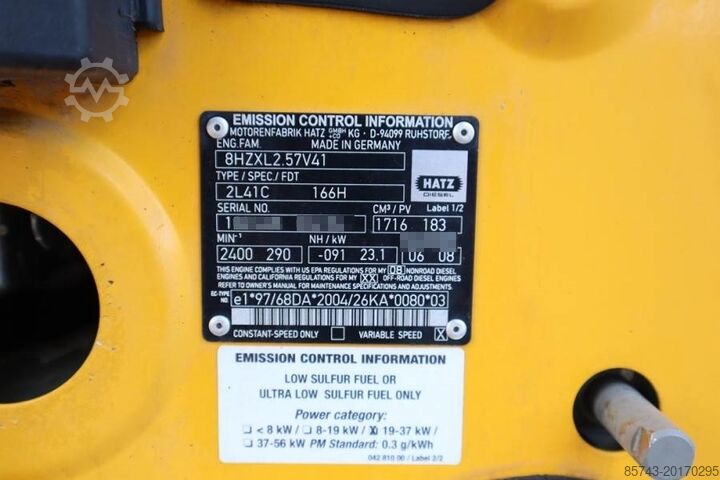 EMISSION CONTROL INFORMATION
MOTORENFABRIK HATZ GMBH +CO KG · D-94099 RUHSTORF
ENG.FAM. MADE IN GERMANY
8HZXL2.57V41
TYPE / SPEC./ FDT
2L41C 166H
HATZ
DIESEL
SERIAL NO. CM³ / PV Label 1/2
1 1716 183
MIN⁻¹ NH / kW
2400 290 -091 23.1 06 08
THIS ENGINE COMPLIES WITH US EPA REGULATIONS FOR MY 08 NONROAD DIESEL
ENGINES AND CALIFORNIA REGULATIONS FOR MY XX OFF-ROAD DIESEL ENGINES.
REFER TO OWNER'S MANUAL FOR MAINTENANCE SPECIFICATIONS AND ADJUSTMENTS.
EC-TYPE NO. e1*97/68DA*2004/26KA*0080*03
CONSTANT-SPEED ONLY ☐ VARIABLE SPEED ☒
EMISSION CONTROL INFORMATION
LOW SULFUR FUEL OR
ULTRA LOW SULFUR FUEL ONLY
Power category:
☐ < 8 kW / ☐ 8-19 kW / ☒ 19-37 kW /
☐ 37-56 kW PM Standard: 0.3 g/kWh
042 810 00 / Label 2/2
85743-20170295